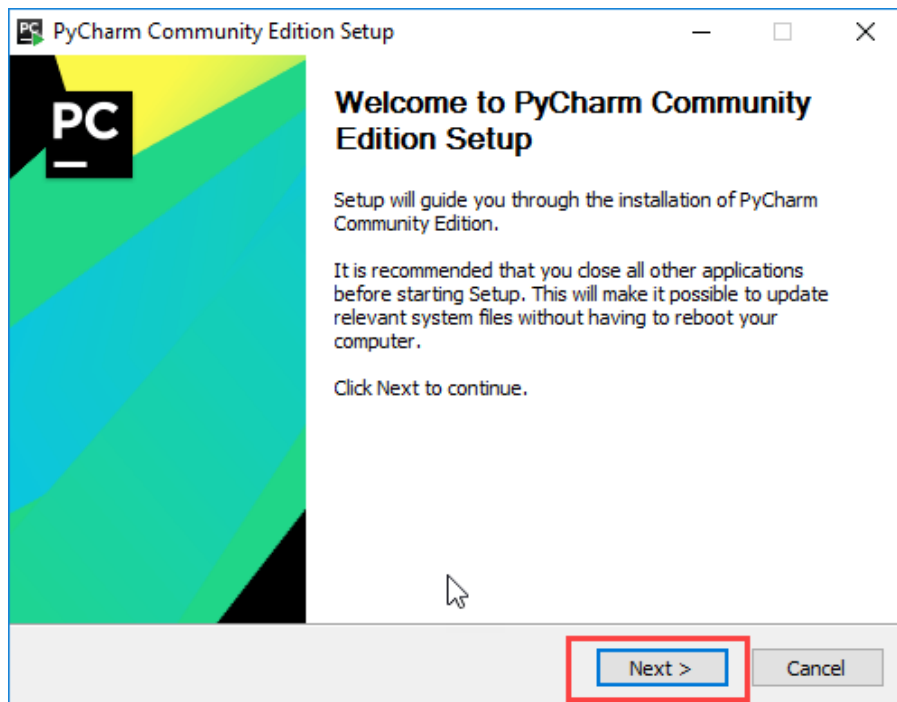 PC PyCharm Community Edition Setup
PC
Welcome to PyCharm Community
Edition Setup
Setup will guide you through the installation of PyCharm
Community Edition.
It is recommended that you close all other applications
before starting Setup. This will make it possible to update
relevant system files without having to reboot your
computer.
Click Next to continue.
Next > Cancel